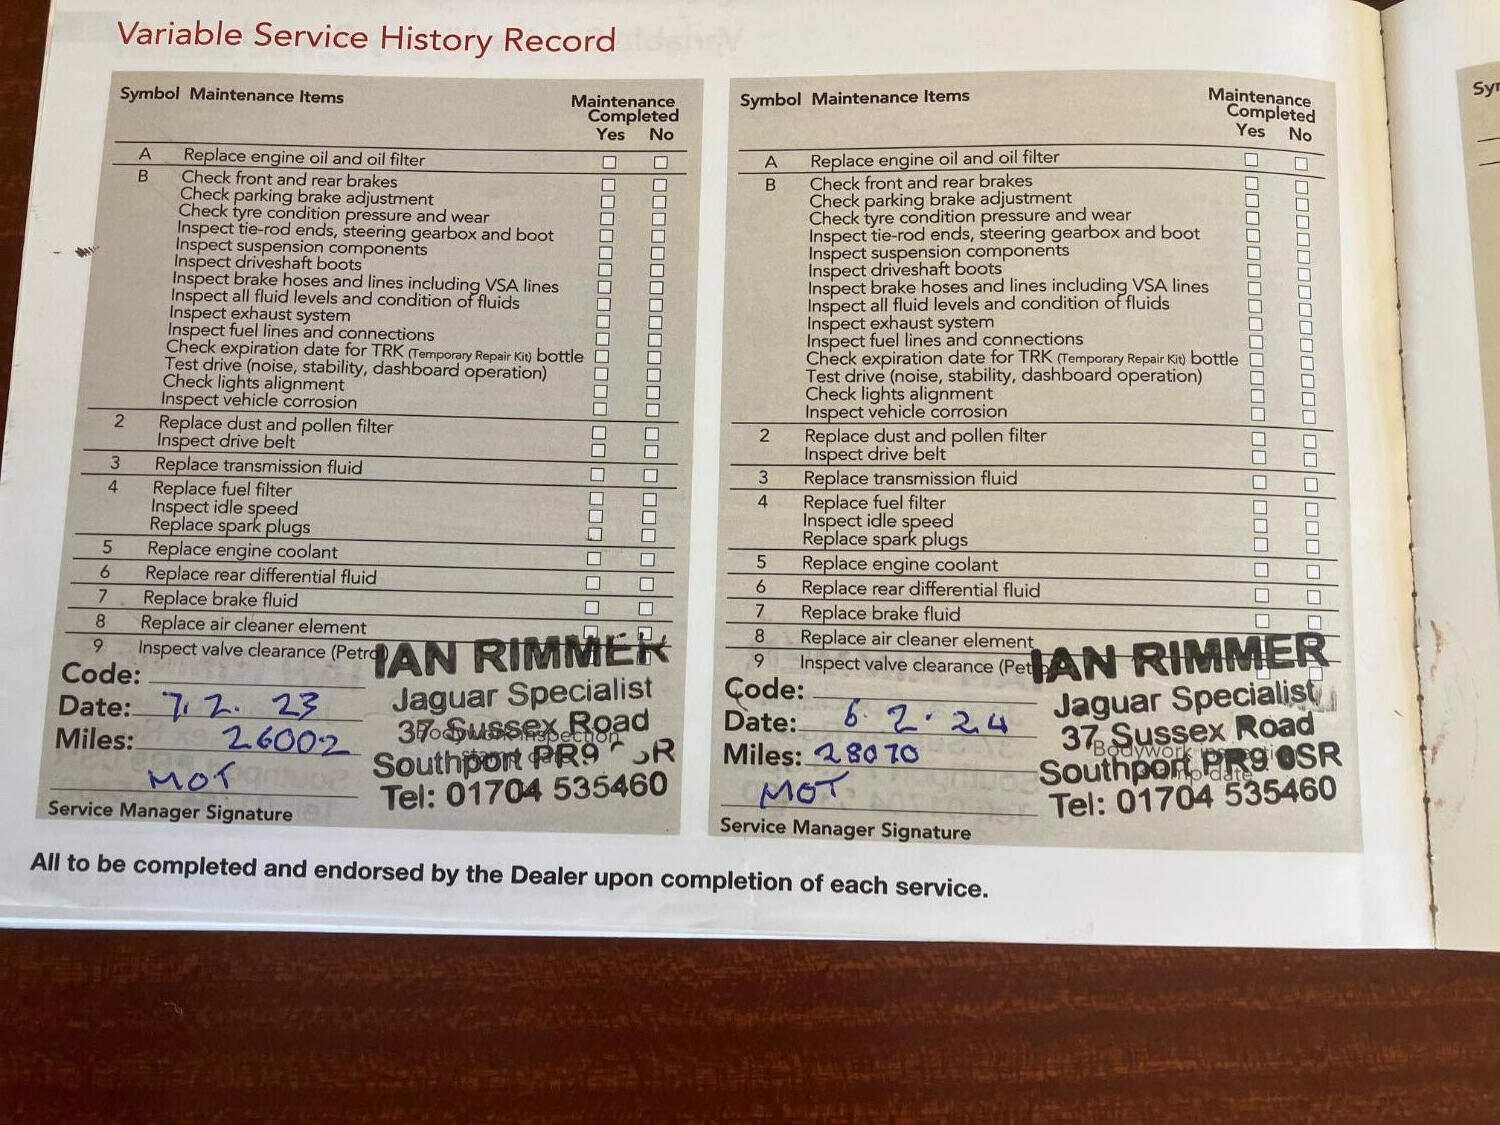 Variable Service History Record
Symbol Maintenance Items Maintenance Completed
Yes No
A Replace engine oil and oil filter
B Check front and rear brakes
Check parking brake adjustment
Check tyre condition pressure and wear
Inspect tie-rod ends, steering gearbox and boot
Inspect suspension components
Inspect driveshaft boots
Inspect brake hoses and lines including VSA lines
Inspect all fluid levels and condition of fluids
Inspect exhaust system
Inspect fuel lines and connections
Check expiration date for TRK (Temporary Repair Kit) bottle
Test drive (noise, stability, dashboard operation)
Check lights alignment
Inspect vehicle corrosion
2 Replace dust and pollen filter
Inspect drive belt
3 Replace transmission fluid
4 Replace fuel filter
Inspect idle speed
Replace spark plugs
5 Replace engine coolant
6 Replace rear differential fluid
7 Replace brake fluid
8 Replace air cleaner element
9 Inspect valve clearance (Petro
Code:
Date: 7.2.23
Miles: 26002
MOT
Service Manager Signature
IAN RIMMER
Jaguar Specialist
37 Sussex Road
Bodywork inspection
Southport PR9 SR
Tel: 01704 535460
Symbol Maintenance Items Maintenance Completed
Yes No
A Replace engine oil and oil filter
B Check front and rear brakes
Check parking brake adjustment
Check tyre condition pressure and wear
Inspect tie-rod ends, steering gearbox and boot
Inspect suspension components
Inspect driveshaft boots
Inspect brake hoses and lines including VSA lines
Inspect all fluid levels and condition of fluids
Inspect exhaust system
Inspect fuel lines and connections
Check expiration date for TRK (Temporary Repair Kit) bottle
Test drive (noise, stability, dashboard operation)
Check lights alignment
Inspect vehicle corrosion
2 Replace dust and pollen filter
Inspect drive belt
3 Replace transmission fluid
4 Replace fuel filter
Inspect idle speed
Replace spark plugs
5 Replace engine coolant
6 Replace rear differential fluid
7 Replace brake fluid
8 Replace air cleaner element
9 Inspect valve clearance (Pet
Code:
Date: 6.2.24
Miles: 28070
MOT
Service Manager Signature
IAN RIMMER
Jaguar Specialist
37 Sussex Road
Bodywork
Southport PR9 0SR
date
Tel: 01704 535460
All to be completed and endorsed by the Dealer upon completion of each service.